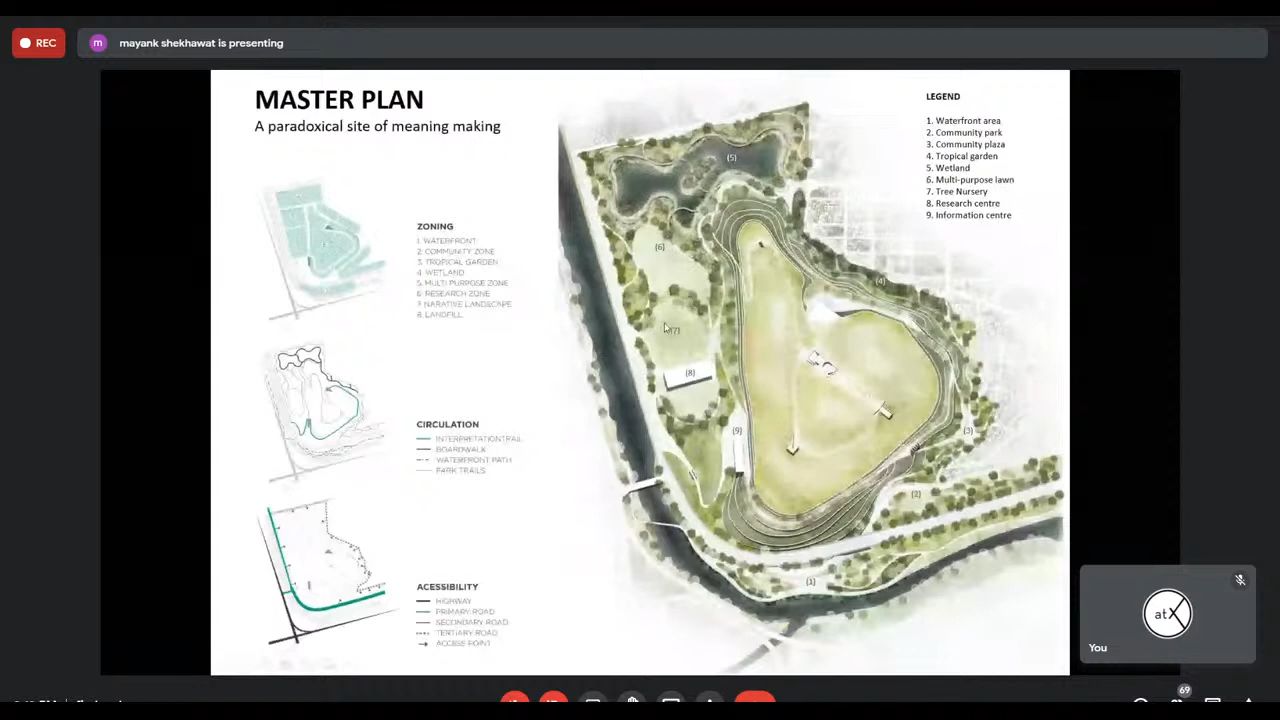 REC
m
mayank shekhawat is presenting
MASTER PLAN
A paradoxical site of meaning making
LEGEND
1. Waterfront area
2. Community park
3. Community plaza
4. Tropical garden
5. Wetland
6. Multi-purpose lawn
7. Tree Nursery
8. Research centre
9. Information centre
ZONING
1. WATERFRONT
2. COMMUNITY ZONE
3. TROPICAL GARDEN
4. WETLAND
5. MULTI PURPOSE ZONE
6. RESEARCH ZONE
7. NARATIVE LANDSCAPE
8. LANDFILL
CIRCULATION
INTERPRETATION TRAIL
BOARDWALK
WATERFRONT PATH
PARK TRAILS
ACESSIBILITY
HIGHWAY
PRIMARY ROAD
SECONDARY ROAD
TERTIARY ROAD
ACCESS POINT
(5)
(6)
(4)
(7)
(8)
(9)
(3)
(2)
(1)
atX
You
69